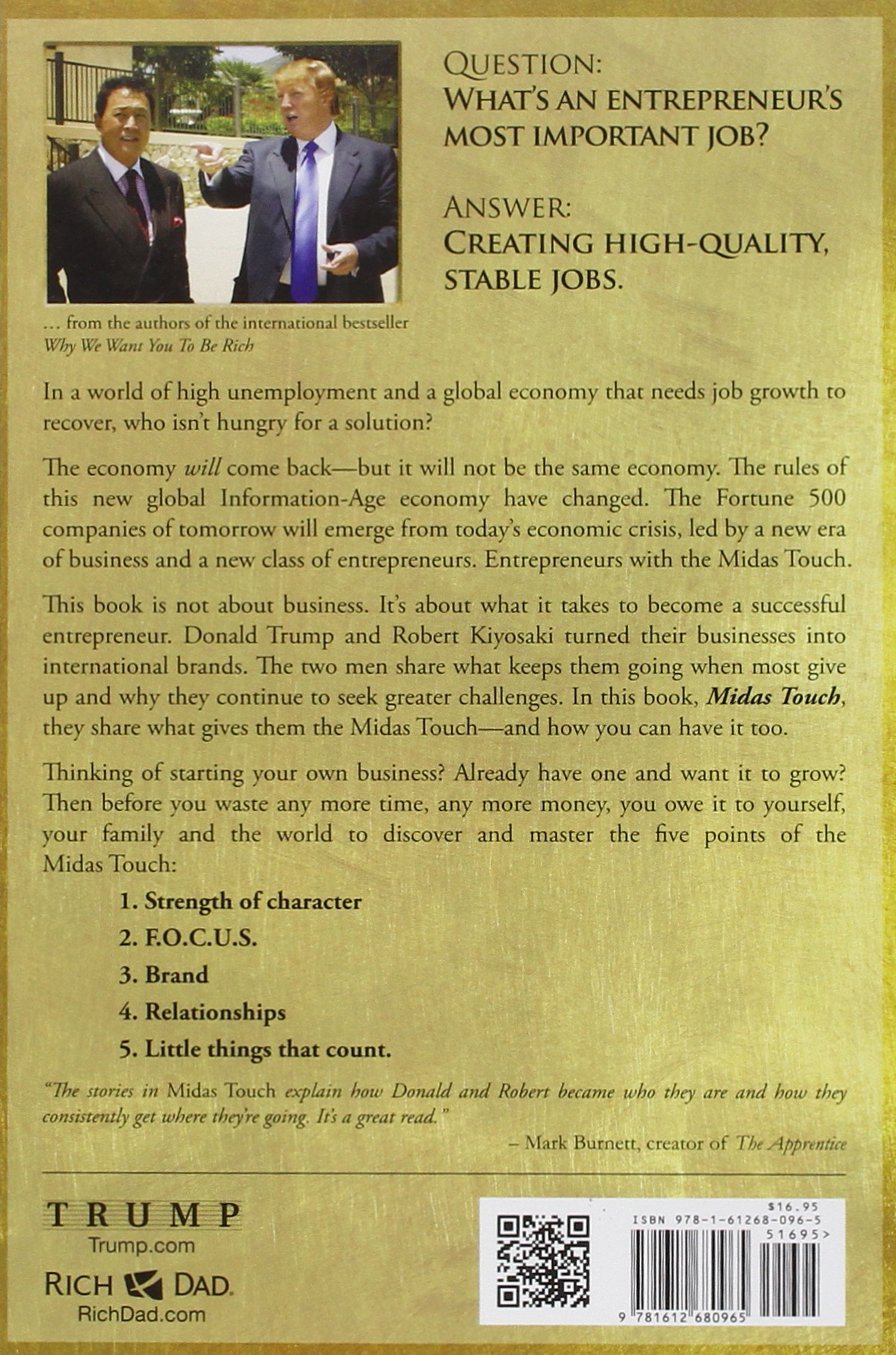 QUESTION:
WHAT'S AN ENTREPRENEUR'S
MOST IMPORTANT JOB?
ANSWER:
CREATING HIGH-QUALITY,
STABLE JOBS.
... from the authors of the international bestseller
Why We Want You To Be Rich
In a world of high unemployment and a global economy that needs job growth to
recover, who isn't hungry for a solution?
The economy will come back—but it will not be the same economy. The rules of
this new global Information-Age economy have changed. The Fortune 500
companies of tomorrow will emerge from today's economic crisis, led by a new era
of business and a new class of entrepreneurs. Entrepreneurs with the Midas Touch.
This book is not about business. It's about what it takes to become a successful
entrepreneur. Donald Trump and Robert Kiyosaki turned their businesses into
international brands. The two men share what keeps them going when most give
up and why they continue to seek greater challenges. In this book, Midas Touch,
they share what gives them the Midas Touch—and how you can have it too.
Thinking of starting your own business? Already have one and want it to grow?
Then before you waste any more time, any more money, you owe it to yourself,
your family and the world to discover and master the five points of the
Midas Touch:
1. Strength of character
2. F.O.C.U.S.
3. Brand
4. Relationships
5. Little things that count.
"The stories in Midas Touch explain how Donald and Robert became who they are and how they
consistently get where they're going. It's a great read."
– Mark Burnett, creator of The Apprentice
TRUMP
Trump.com
RICH DAD®
RichDad.com
$16.95
ISBN 978-1-61268-096-5
51695>
9 781612 680965